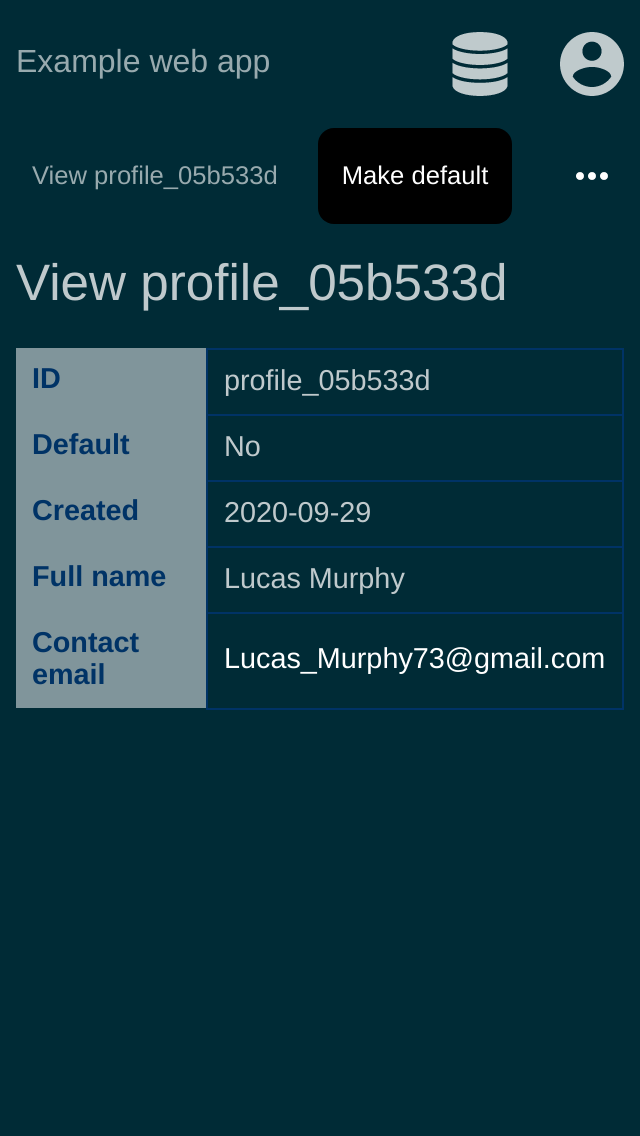 Example web app
View profile_05b533d
Make default
View profile_05b533d
ID
profile_05b533d
Default
No
Created
2020-09-29
Full name
Lucas Murphy
Contact
email
Lucas_Murphy73@gmail.com